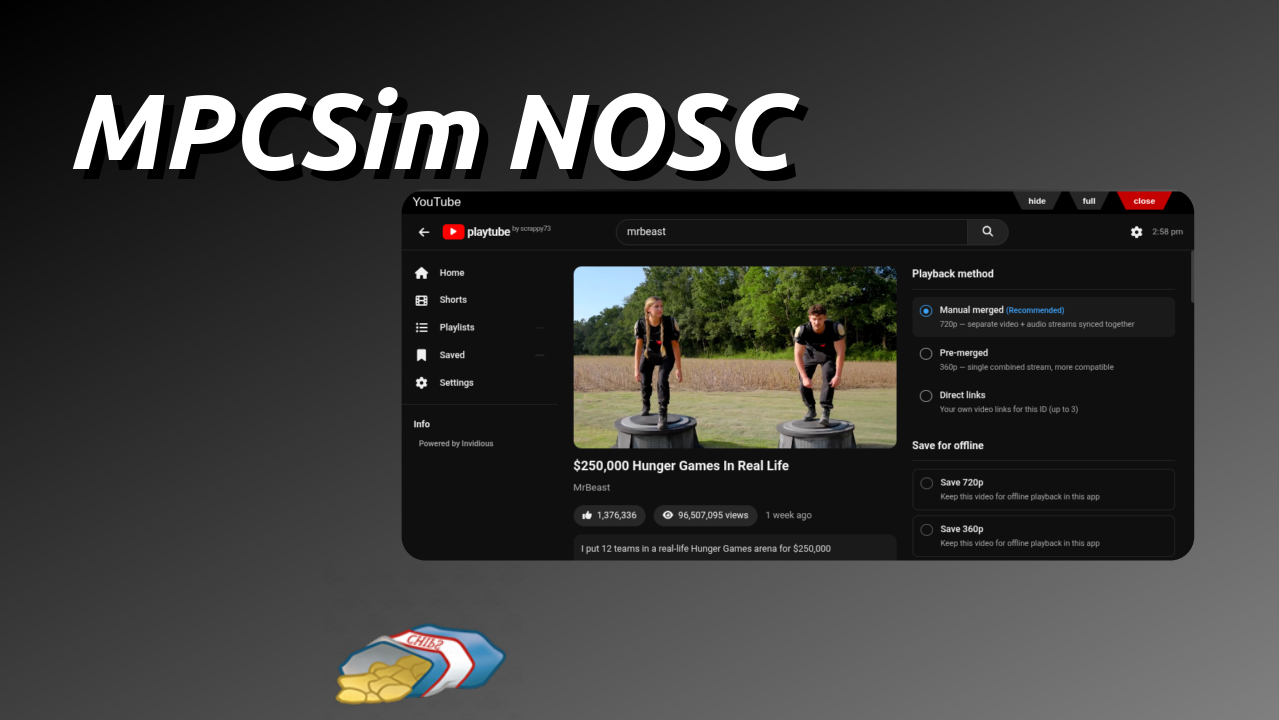 MPCSim NOSC
YouTube
hide
full
close
playtube by scrappy73
mrbeast
2:58 pm
Home
Shorts
Playlists
Saved
Settings
Info
Powered by Invidious
$250,000 Hunger Games In Real Life
MrBeast
1,376,336
96,507,095 views
1 week ago
I put 12 teams in a real-life Hunger Games arena for $250,000
Playback method
Manual merged (Recommended)
720p — separate video + audio streams synced together
Pre-merged
360p — single combined stream, more compatible
Direct links
Your own video links for this ID (up to 3)
Save for offline
Save 720p
Keep this video for offline playback in this app
Save 360p
Keep this video for offline playback in this app